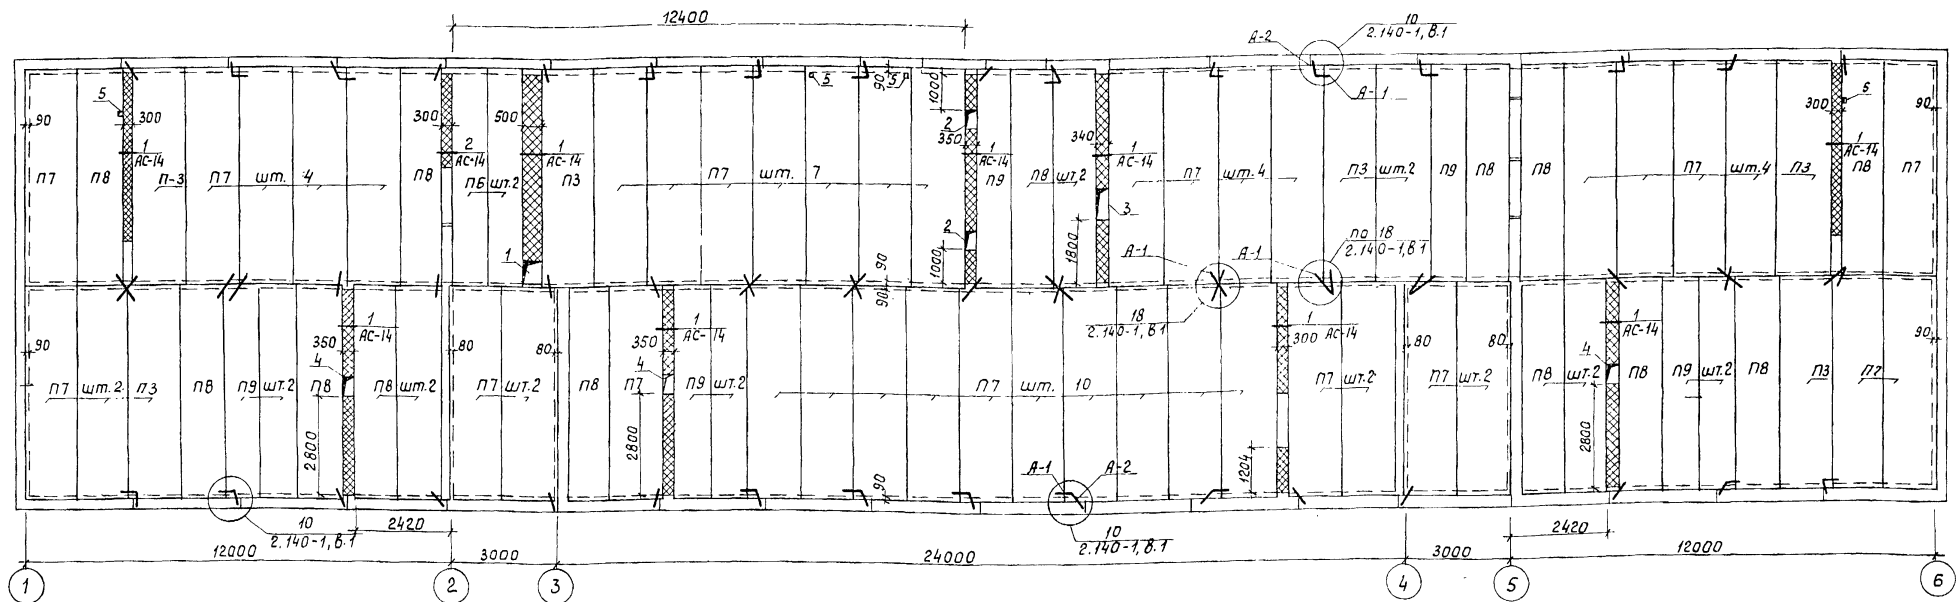 12400
10
2.140-1, В.1
А-2
А-1
5
90
300
1
АС-14
П7
П8
П-3
П7 шт. 4
П8
300
2
АС-14
П6 шт.2
500
1
АС-14
П3
П7 шт. 7
5
90
5
1000
2
350
1
АС-14
П9
П8 шт.2
2
1000
340
1
АС-14
3
1800
П7 шт.4
П3 шт.2
П9
П8
П8
П7 шт.4
П3
300
5
1
АС-14
П8
П7
90
1
90
90
А-1
А-1
по 18
2.140-1, В.1
18
2.140-1, В.1
90
П7 шт.2
П3
П8
П9 шт.2
П8
350
4
1
АС-14
2800
П8 шт.2
80
П7 шт.2
80
П8
П7
350
4
1
АС-14
2800
П9 шт.2
П7 шт. 10
90
1
300 АС-14
1204
П7 шт.2
80
П7 шт.2
80
П8 шт.2
1
АС-14
4
2800
П8
П9 шт.2
П8
П3
П7
90
А-1
А-2
10
2.140-1, В.1
2420
10
2.140-1, В.1
2420
12000
3000
24000
3000
12000
1
2
3
4
5
6